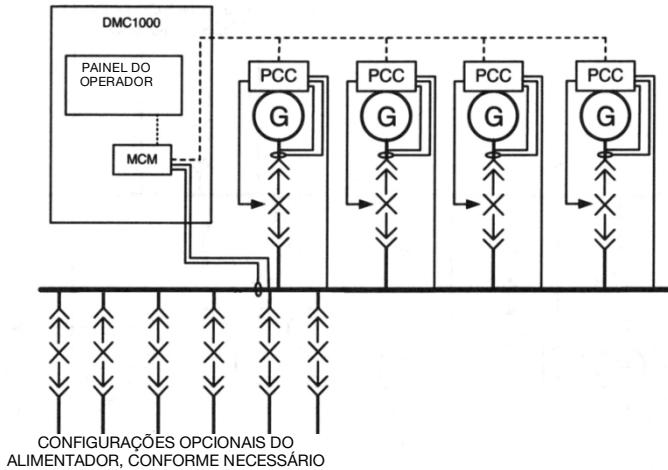 DMC1000
PAINEL DO
OPERADOR
MCM
PCC PCC PCC PCC
G G G G
CONFIGURAÇÕES OPCIONAIS DO
ALIMENTADOR, CONFORME NECESSÁRIO